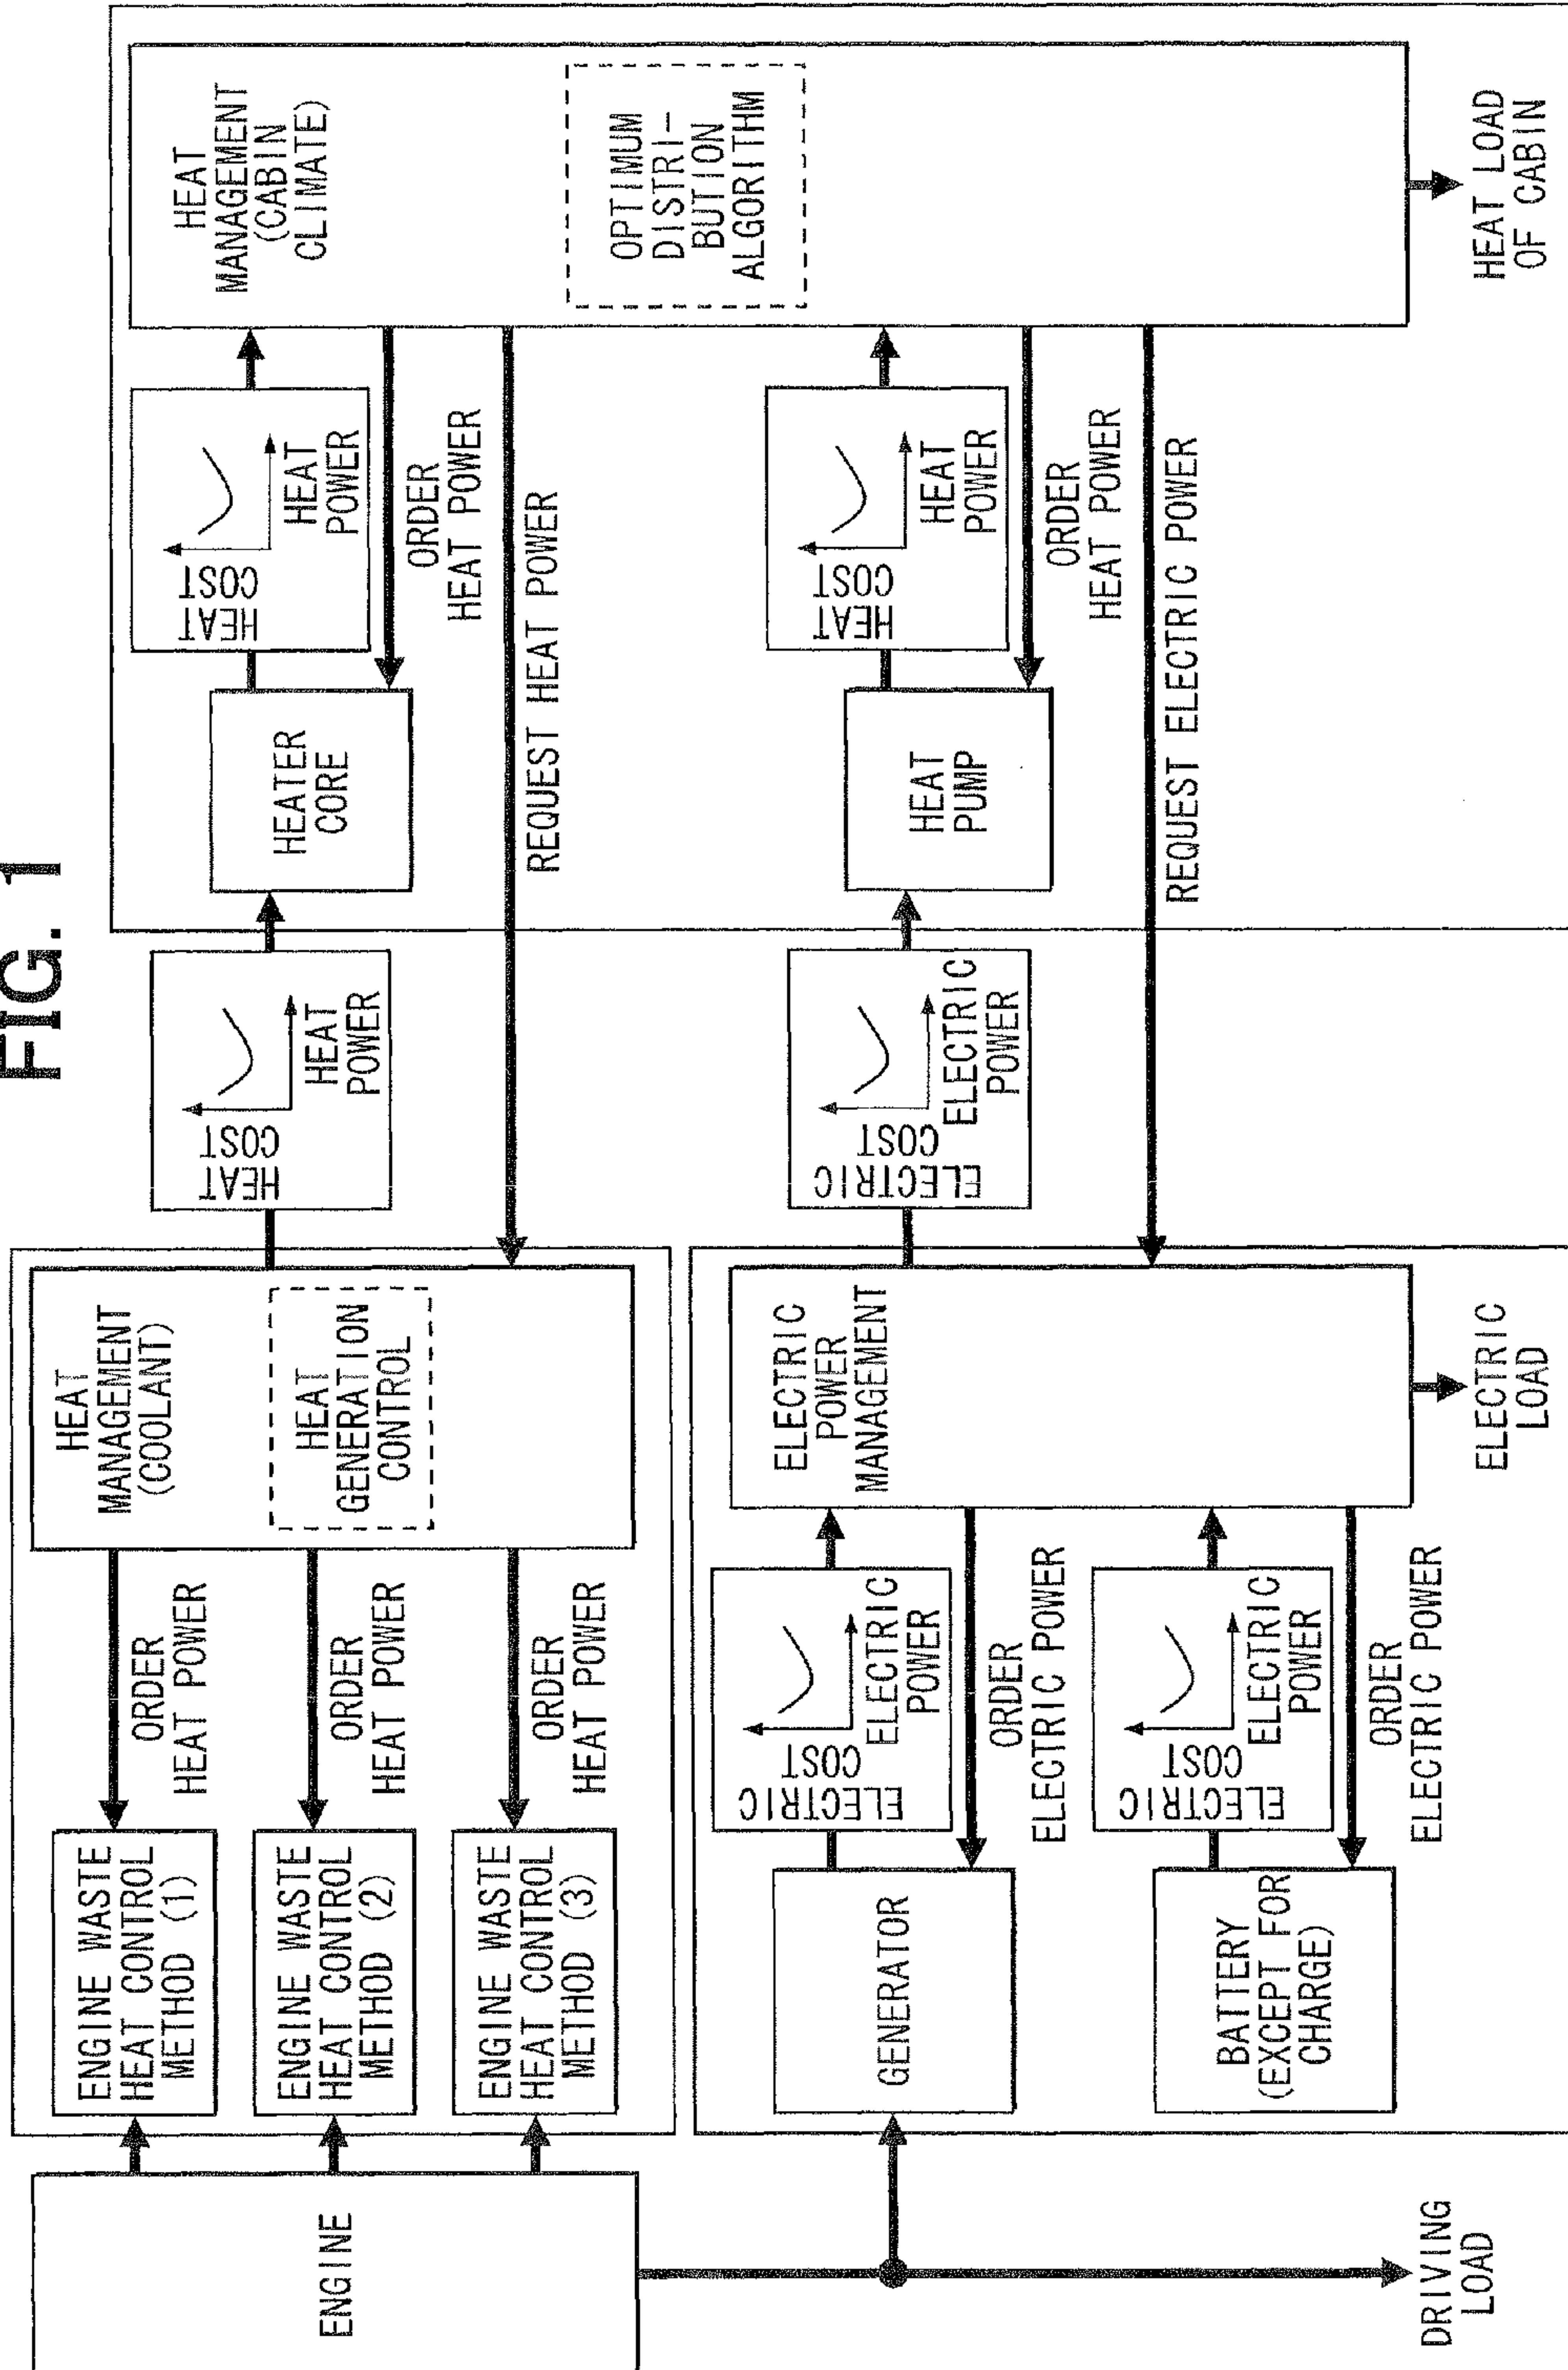 FIG. 1
ENGINE
DRIVING
LOAD
ENGINE WASTE
HEAT CONTROL
METHOD (1)
ENGINE WASTE
HEAT CONTROL
METHOD (2)
ENGINE WASTE
HEAT CONTROL
METHOD (3)
ORDER
HEAT POWER
ORDER
HEAT POWER
ORDER
HEAT POWER
HEAT
MANAGEMENT
(COOLANT)
HEAT
GENERATION
CONTROL
HEAT
COST
HEAT
POWER
HEATER
CORE
HEAT
COST
HEAT
POWER
ORDER
HEAT POWER
REQUEST HEAT POWER
HEAT
MANAGEMENT
(CABIN
CLIMATE)
OPTIMUM
DISTRI-
BUTION
ALGORITHM
HEAT LOAD
OF CABIN
GENERATOR
ELECTRIC
COST
ELECTRIC
POWER
ORDER
ELECTRIC POWER
BATTERY
(EXCEPT FOR
CHARGE)
ELECTRIC
COST
ELECTRIC
POWER
ORDER
ELECTRIC POWER
ELECTRIC
POWER
MANAGEMENT
ELECTRIC
LOAD
ELECTRIC
COST
ELECTRIC
POWER
HEAT
PUMP
HEAT
COST
HEAT
POWER
ORDER
HEAT POWER
REQUEST ELECTRIC POWER